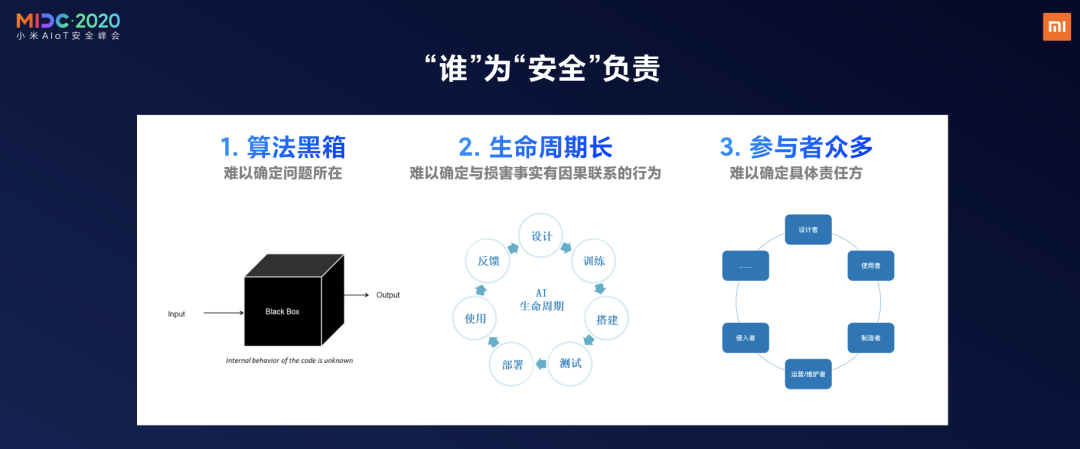 MIDC·2020
小米AIoT安全峰会
mi
“谁”为“安全”负责
1. 算法黑箱
难以确定问题所在
Input
Black Box
Output
Internal behavior of the code is unknown
2. 生命周期长
难以确定与损害事实有因果联系的行为
设计
训练
搭建
测试
部署
使用
反馈
AI
生命周期
3. 参与者众多
难以确定具体责任方
设计者
使用者
制造者
运营/维护者
侵入者
……